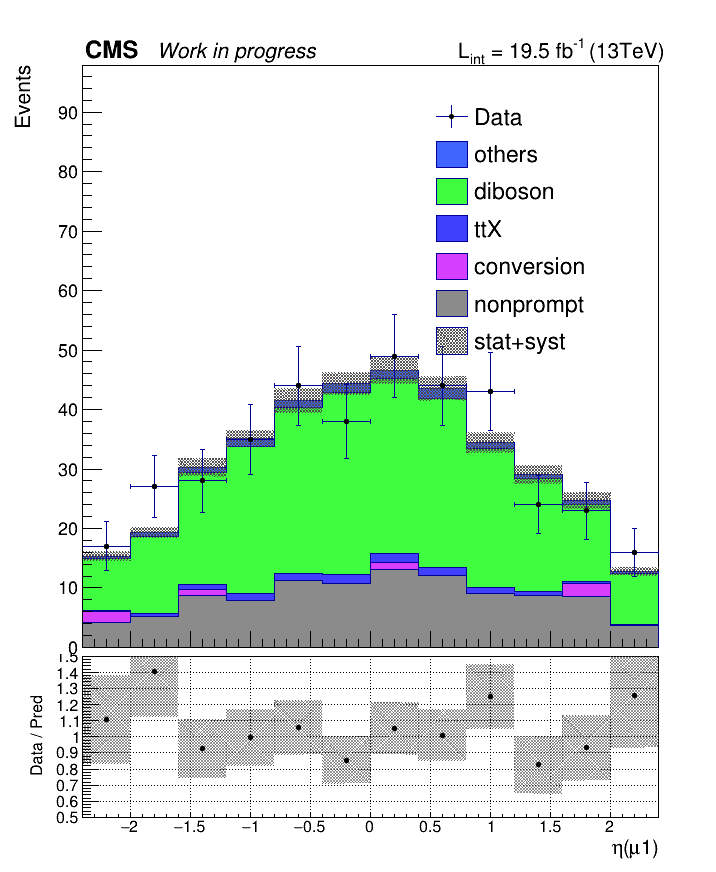 CMS Work in progress L_int = 19.5 fb^-1 (13TeV)
Events
90
80
70
60
50
40
30
20
10
0
Data
others
diboson
ttX
conversion
nonprompt
stat+syst
Data / Pred
1.5
1.4
1.3
1.2
1.1
1
0.9
0.8
0.7
0.6
0.5
−2 −1.5 −1 −0.5 0 0.5 1 1.5 2
η(μ1)